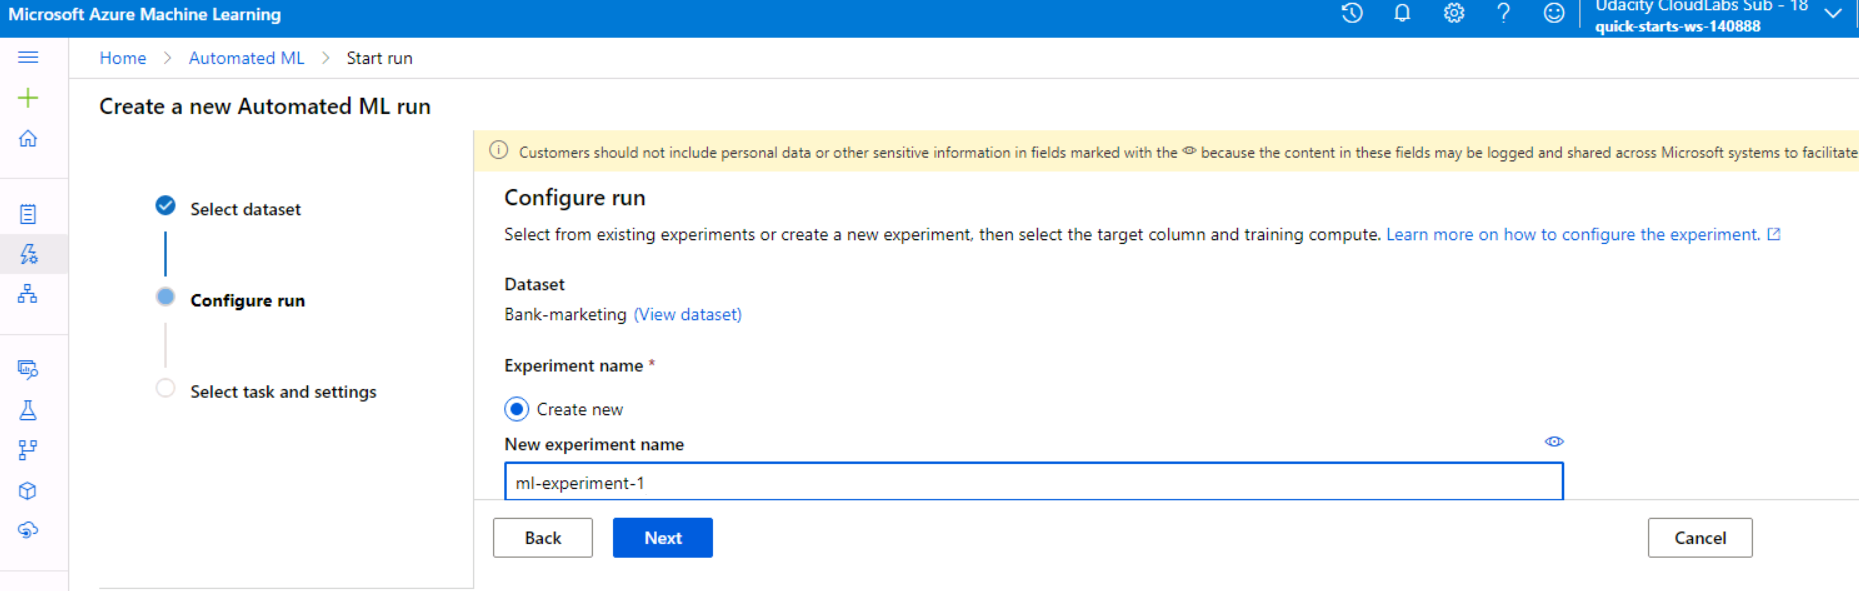 Microsoft Azure Machine Learning
Udacity CloudLabs Sub - 18
quick-starts-ws-140888
Home > Automated ML > Start run
Create a new Automated ML run
Customers should not include personal data or other sensitive information in fields marked with the because the content in these fields may be logged and shared across Microsoft systems to facilitate
Select dataset
Configure run
Select task and settings
Configure run
Select from existing experiments or create a new experiment, then select the target column and training compute. Learn more on how to configure the experiment.
Dataset
Bank-marketing (View dataset)
Experiment name *
Create new
New experiment name
ml-experiment-1
Back
Next
Cancel